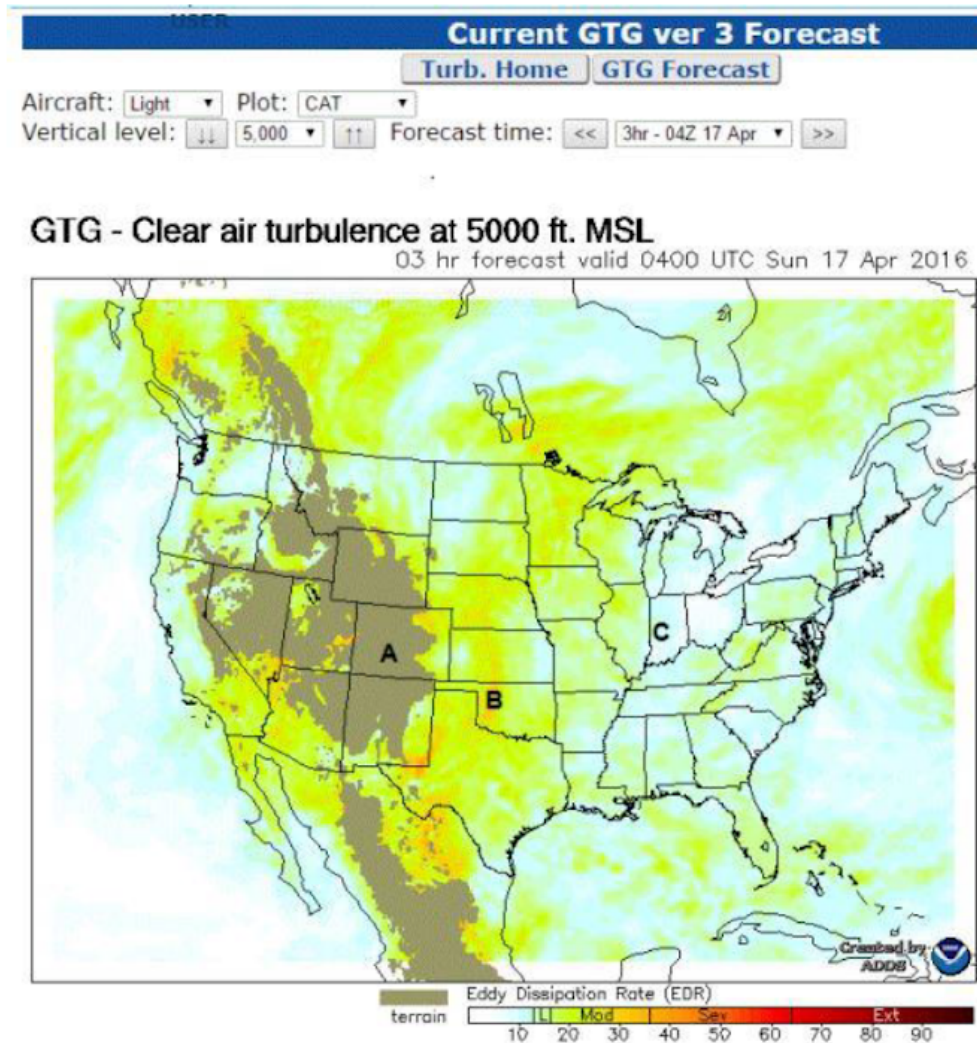 USER
Current GTG ver 3 Forecast
Turb. Home GTG Forecast
Aircraft: Light Plot: CAT
Vertical level: ↓↓ 5,000 ↑↑ Forecast time: << 3hr - 04Z 17 Apr >>
GTG - Clear air turbulence at 5000 ft. MSL
03 hr forecast valid 0400 UTC Sun 17 Apr 2016
C
A
B
Created by
ADDS
Eddy Dissipation Rate (EDR)
terrain L Mod Sev Ext
10 20 30 40 50 60 70 80 90